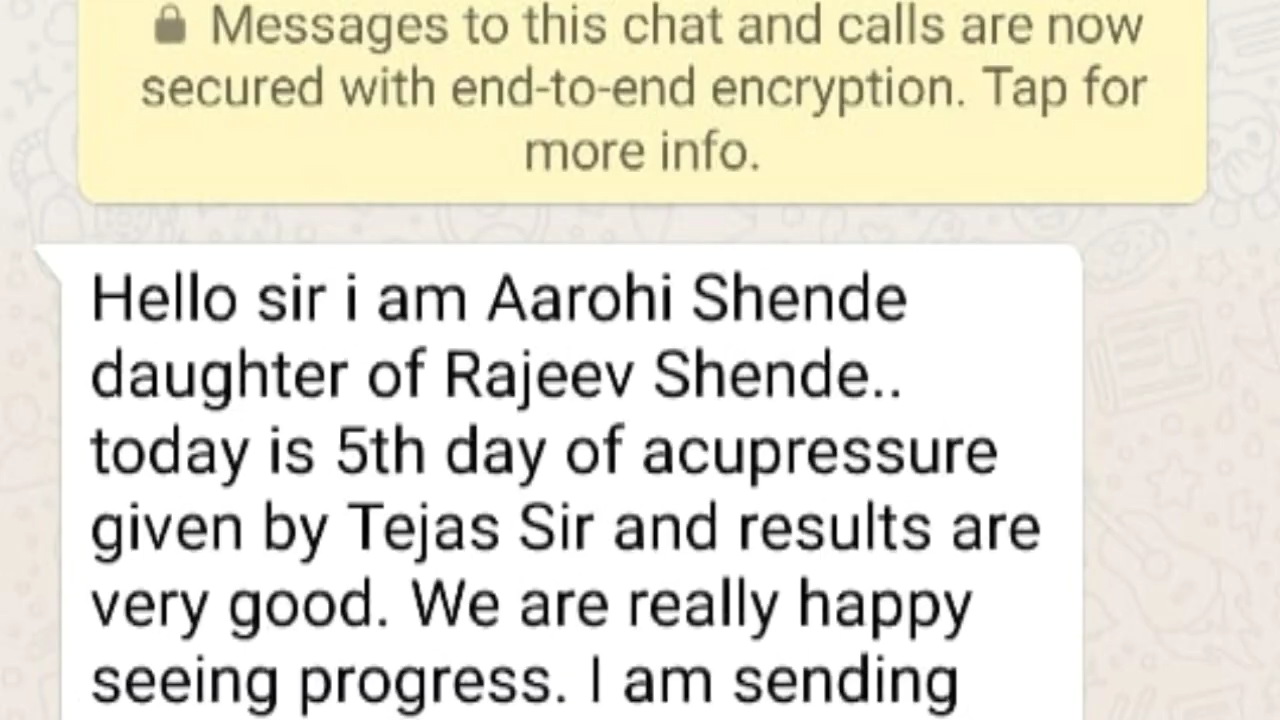 Messages to this chat and calls are now
secured with end-to-end encryption. Tap for
more info.
Hello sir i am Aarohi Shende
daughter of Rajeev Shende..
today is 5th day of acupressure
given by Tejas Sir and results are
very good. We are really happy
seeing progress. I am sending